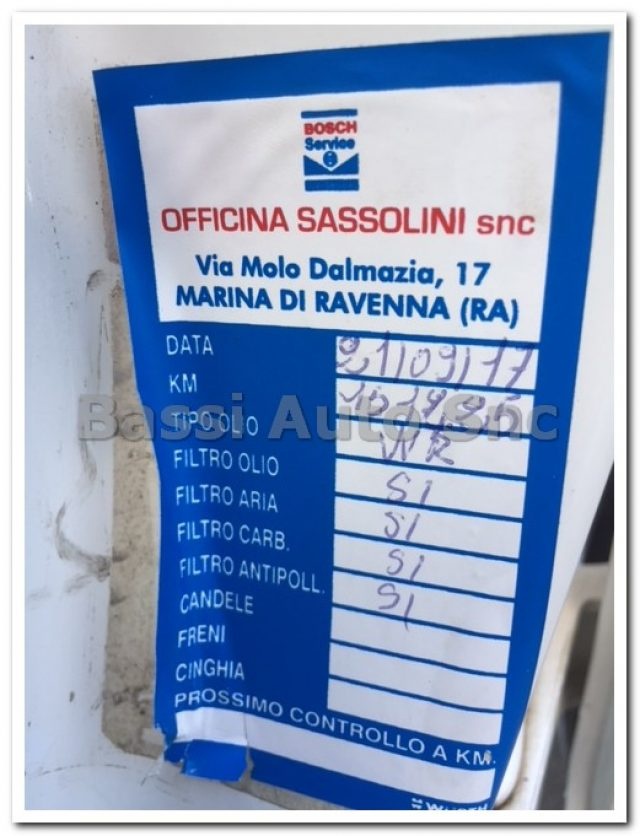 BOSCH
Service
OFFICINA SASSOLINI snc
Via Molo Dalmazia, 17
MARINA DI RAVENNA (RA)
DATA 21/09/17
KM
TIPO OLIO WR
FILTRO OLIO SI
FILTRO ARIA SI
FILTRO CARB. SI
FILTRO ANTIPOLL. SI
CANDELE
FRENI
CINGHIA
PROSSIMO CONTROLLO A KM.
WÜRTH
Bassi Auto Snc